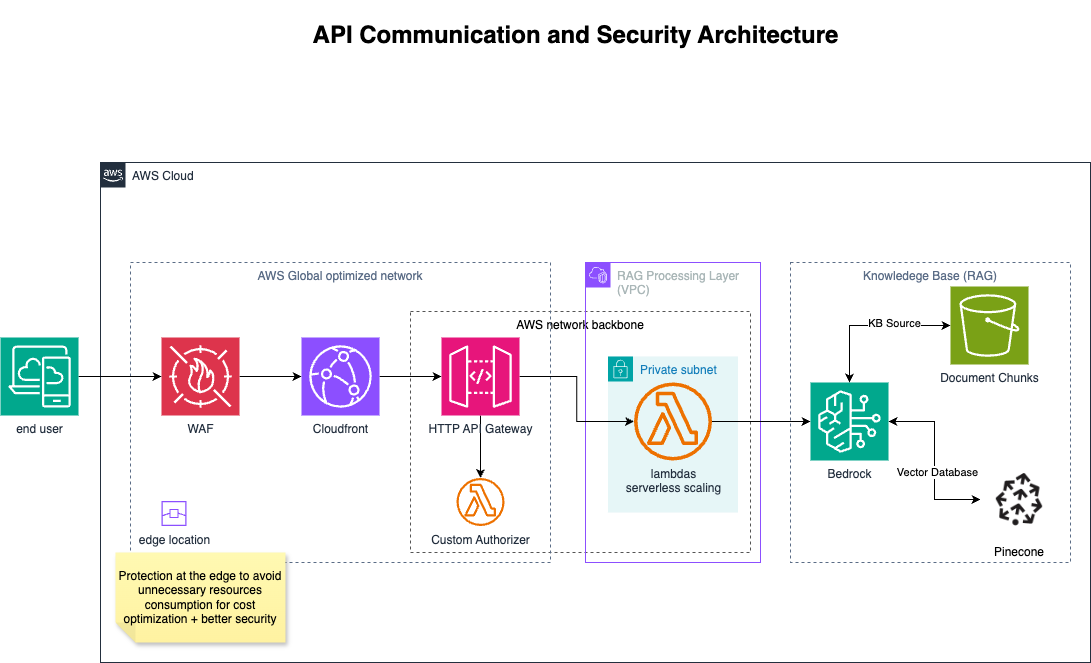 API Communication and Security Architecture
aws
AWS Cloud
AWS Global optimized network
RAG Processing Layer
(VPC)
Knowledege Base (RAG)
AWS network backbone
KB Source
Private subnet
Document Chunks
end user
WAF
Cloudfront
HTTP API Gateway
lambdas
serverless scaling
Bedrock
Vector Database
edge location
Custom Authorizer
Pinecone
Protection at the edge to avoid
unnecessary resources
consumption for cost
optimization + better security